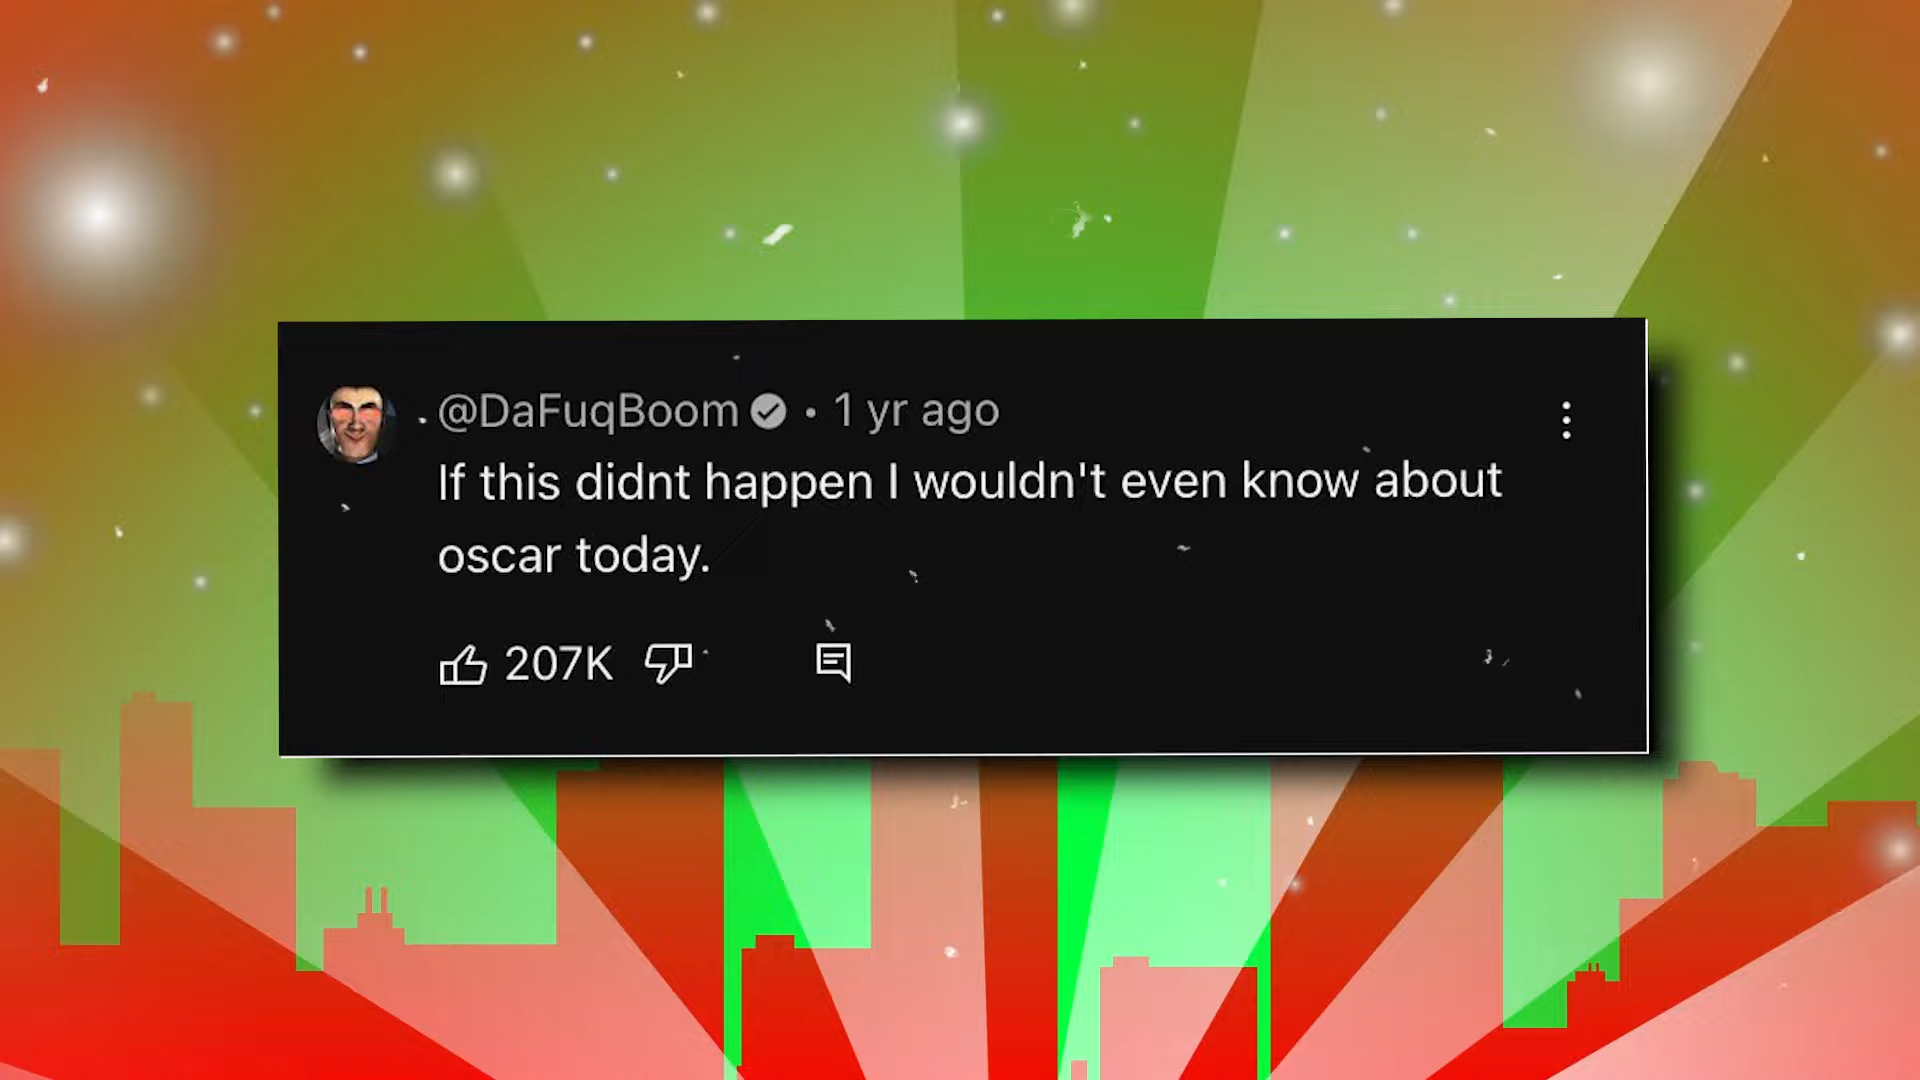 @DaFuqBoom • 1 yr ago
If this didnt happen I wouldn't even know about
oscar today.
207K